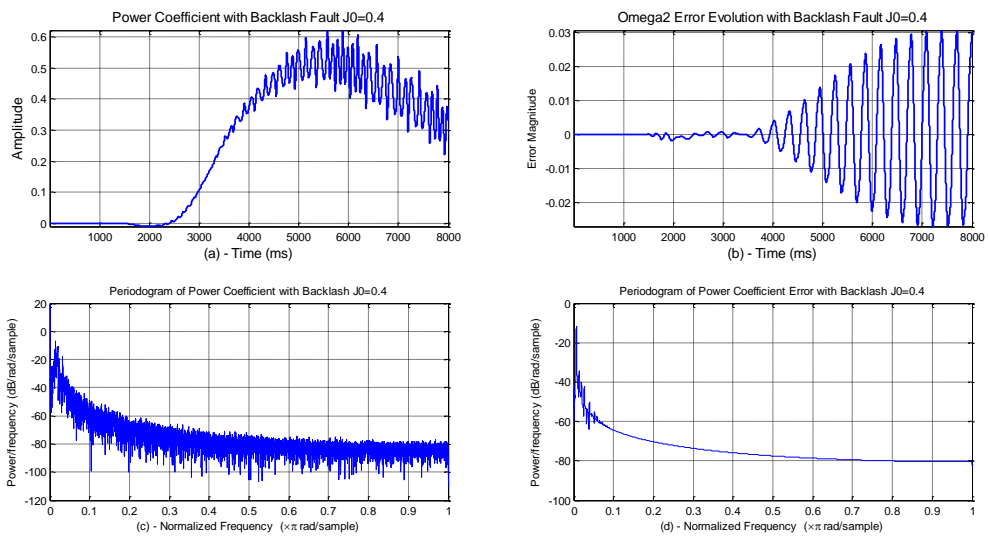 Power Coefficient with Backlash Fault J0=0.4
Amplitude
0.6
0.5
0.4
0.3
0.2
0.1
0
1000 2000 3000 4000 5000 6000 7000 8000
(a) - Time (ms)
Omega2 Error Evolution with Backlash Fault J0=0.4
Error Magnitude
0.03
0.02
0.01
0
-0.01
-0.02
1000 2000 3000 4000 5000 6000 7000 8000
(b) - Time (ms)
Periodogram of Power Coefficient with Backlash J0=0.4
Power/frequency (dB/rad/sample)
20
0
-20
-40
-60
-80
-100
-120
0 0.1 0.2 0.3 0.4 0.5 0.6 0.7 0.8 0.9 1
(c) - Normalized Frequency (×π rad/sample)
Periodogram of Power Coefficient Error with Backlash J0=0.4
Power/frequency (dB/rad/sample)
0
-20
-40
-60
-80
-100
0 0.1 0.2 0.3 0.4 0.5 0.6 0.7 0.8 0.9 1
(d) - Normalized Frequency (×π rad/sample)